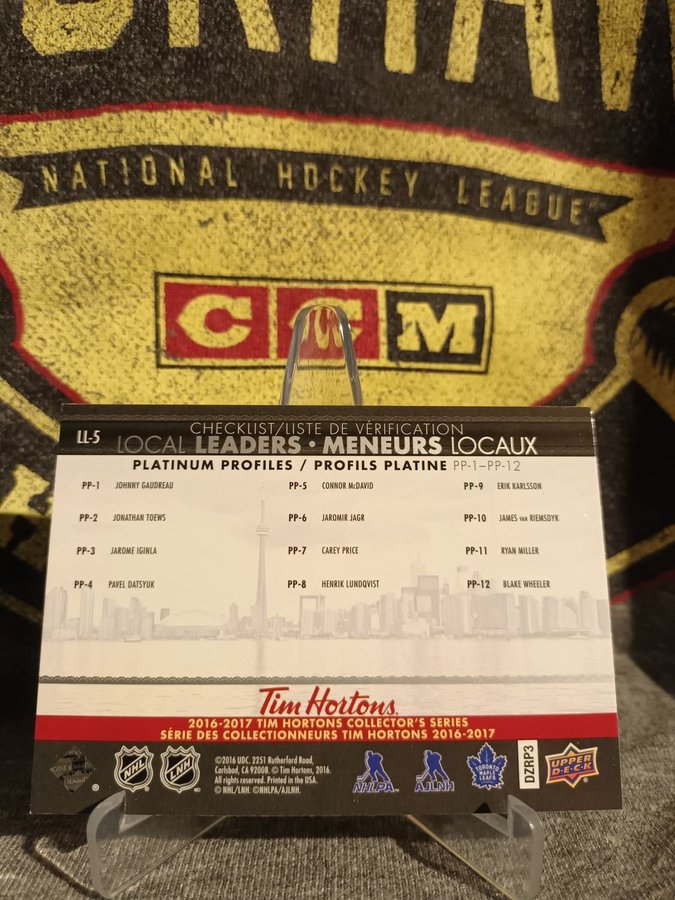 NATIONAL HOCKEY LEAGUE
CCM
LL-5
CHECKLIST/LISTE DE VÉRIFICATION
LOCAL LEADERS • MENEURS LOCAUX
PLATINUM PROFILES / PROFILS PLATINE PP-1–PP-12
PP-1 JOHNNY GAUDREAU
PP-2 JONATHAN TOEWS
PP-3 JAROME IGINLA
PP-4 PAVEL DATSYUK
PP-5 CONNOR McDAVID
PP-6 JAROMIR JAGR
PP-7 CAREY PRICE
PP-8 HENRIK LUNDQVIST
PP-9 ERIK KARLSSON
PP-10 JAMES van RIEMSDYK
PP-11 RYAN MILLER
PP-12 BLAKE WHEELER
Tim Hortons
2016-2017 TIM HORTONS COLLECTOR'S SERIES
SÉRIE DES COLLECTIONNEURS TIM HORTONS 2016-2017
NHL
LNH
©2016 UDC. 2251 Rutherford Road,
Carlsbad, CA 92008. © Tim Hortons, 2016.
All rights reserved. Printed in the USA.
© NHL/LNH. ©NHLPA/AJLNH.
NHLPA
AJLNH
TORONTO
MAPLE
LEAFS
DZRP3
UPPER
DECK